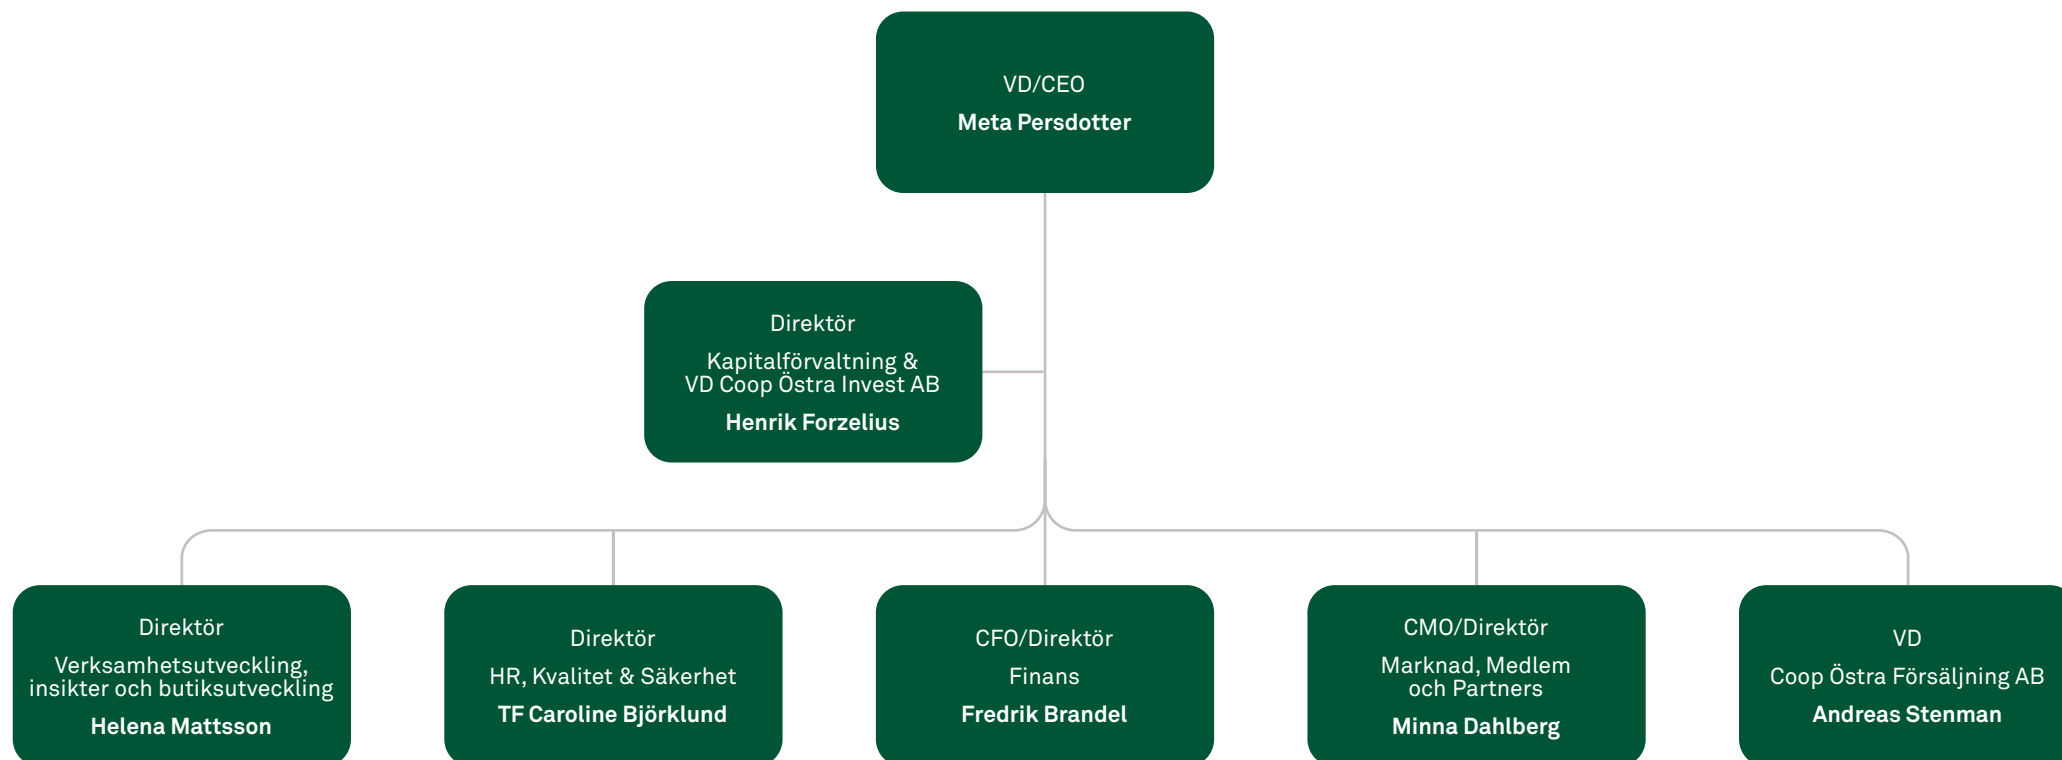 VD/CEO
Meta Persdotter
Direktör
Kapitalförvaltning &
VD Coop Östra Invest AB
Henrik Forzelius
Direktör
Verksamhetsutveckling,
insikter och butiksutveckling
Helena Mattsson
Direktör
HR, Kvalitet & Säkerhet
TF Caroline Björklund
CFO/Direktör
Finans
Fredrik Brandel
CMO/Direktör
Marknad, Medlem
och Partners
Minna Dahlberg
VD
Coop Östra Försäljning AB
Andreas Stenman